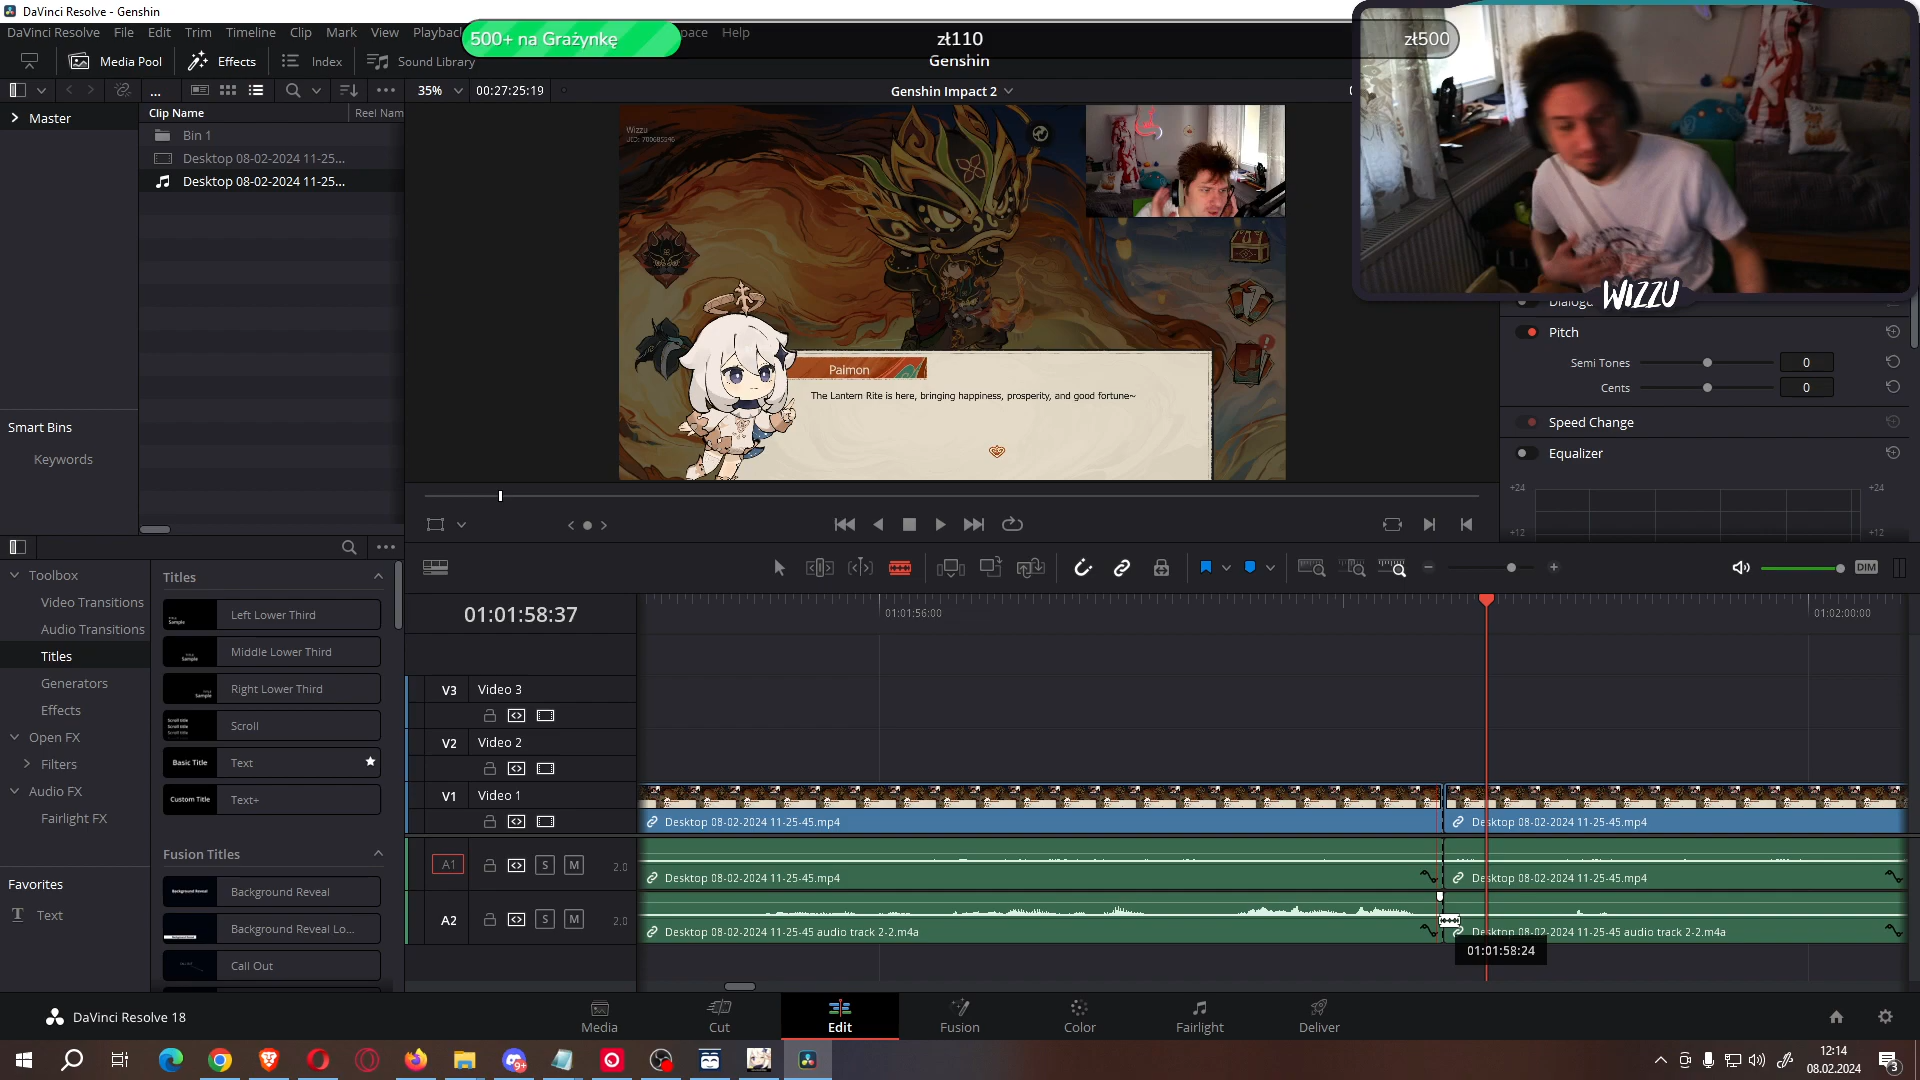 DaVinci Resolve - Genshin
DaVinci Resolve File Edit Trim Timeline Clip Mark View Help
500+ na Grażynkę
zł110
zł500
Genshin
Media Pool Effects Index Sound Library
35% 00:27:25:19 Genshin Impact 2
Master
Clip Name Reel Nam
Bin 1
Desktop 08-02-2024 11-25...
Desktop 08-02-2024 11-25...
Smart Bins
Keywords
Wizzu
Paimon
The Lantern Rite is here, bringing happiness, prosperity, and good fortune~
WIZZU
Pitch
Semi Tones 0
Cents 0
Speed Change
Equalizer
+24 +24
+12 +12
Toolbox
Video Transitions
Audio Transitions
Titles
Generators
Effects
Open FX
Filters
Audio FX
Fairlight FX
Favorites
Text
Titles
Left Lower Third
Middle Lower Third
Right Lower Third
Scroll
Basic Title Text
Custom Title Text+
Fusion Titles
Background Reveal Background Reveal
Background Reveal Lo...
Call Out
DIM
01:01:58:37
01:01:56:00 01:02:00:00
V3 Video 3
V2 Video 2
V1 Video 1
Desktop 08-02-2024 11-25-45.mp4 Desktop 08-02-2024 11-25-45.mp4
A1 S M 2.0
Desktop 08-02-2024 11-25-45.mp4 Desktop 08-02-2024 11-25-45.mp4
A2 S M 2.0
Desktop 08-02-2024 11-25-45 audio track 2-2.m4a Desktop 08-02-2024 11-25-45 audio track 2-2.m4a
01:01:58:24
DaVinci Resolve 18
Media Cut Edit Fusion Color Fairlight Deliver
12:14
08.02.2024
3